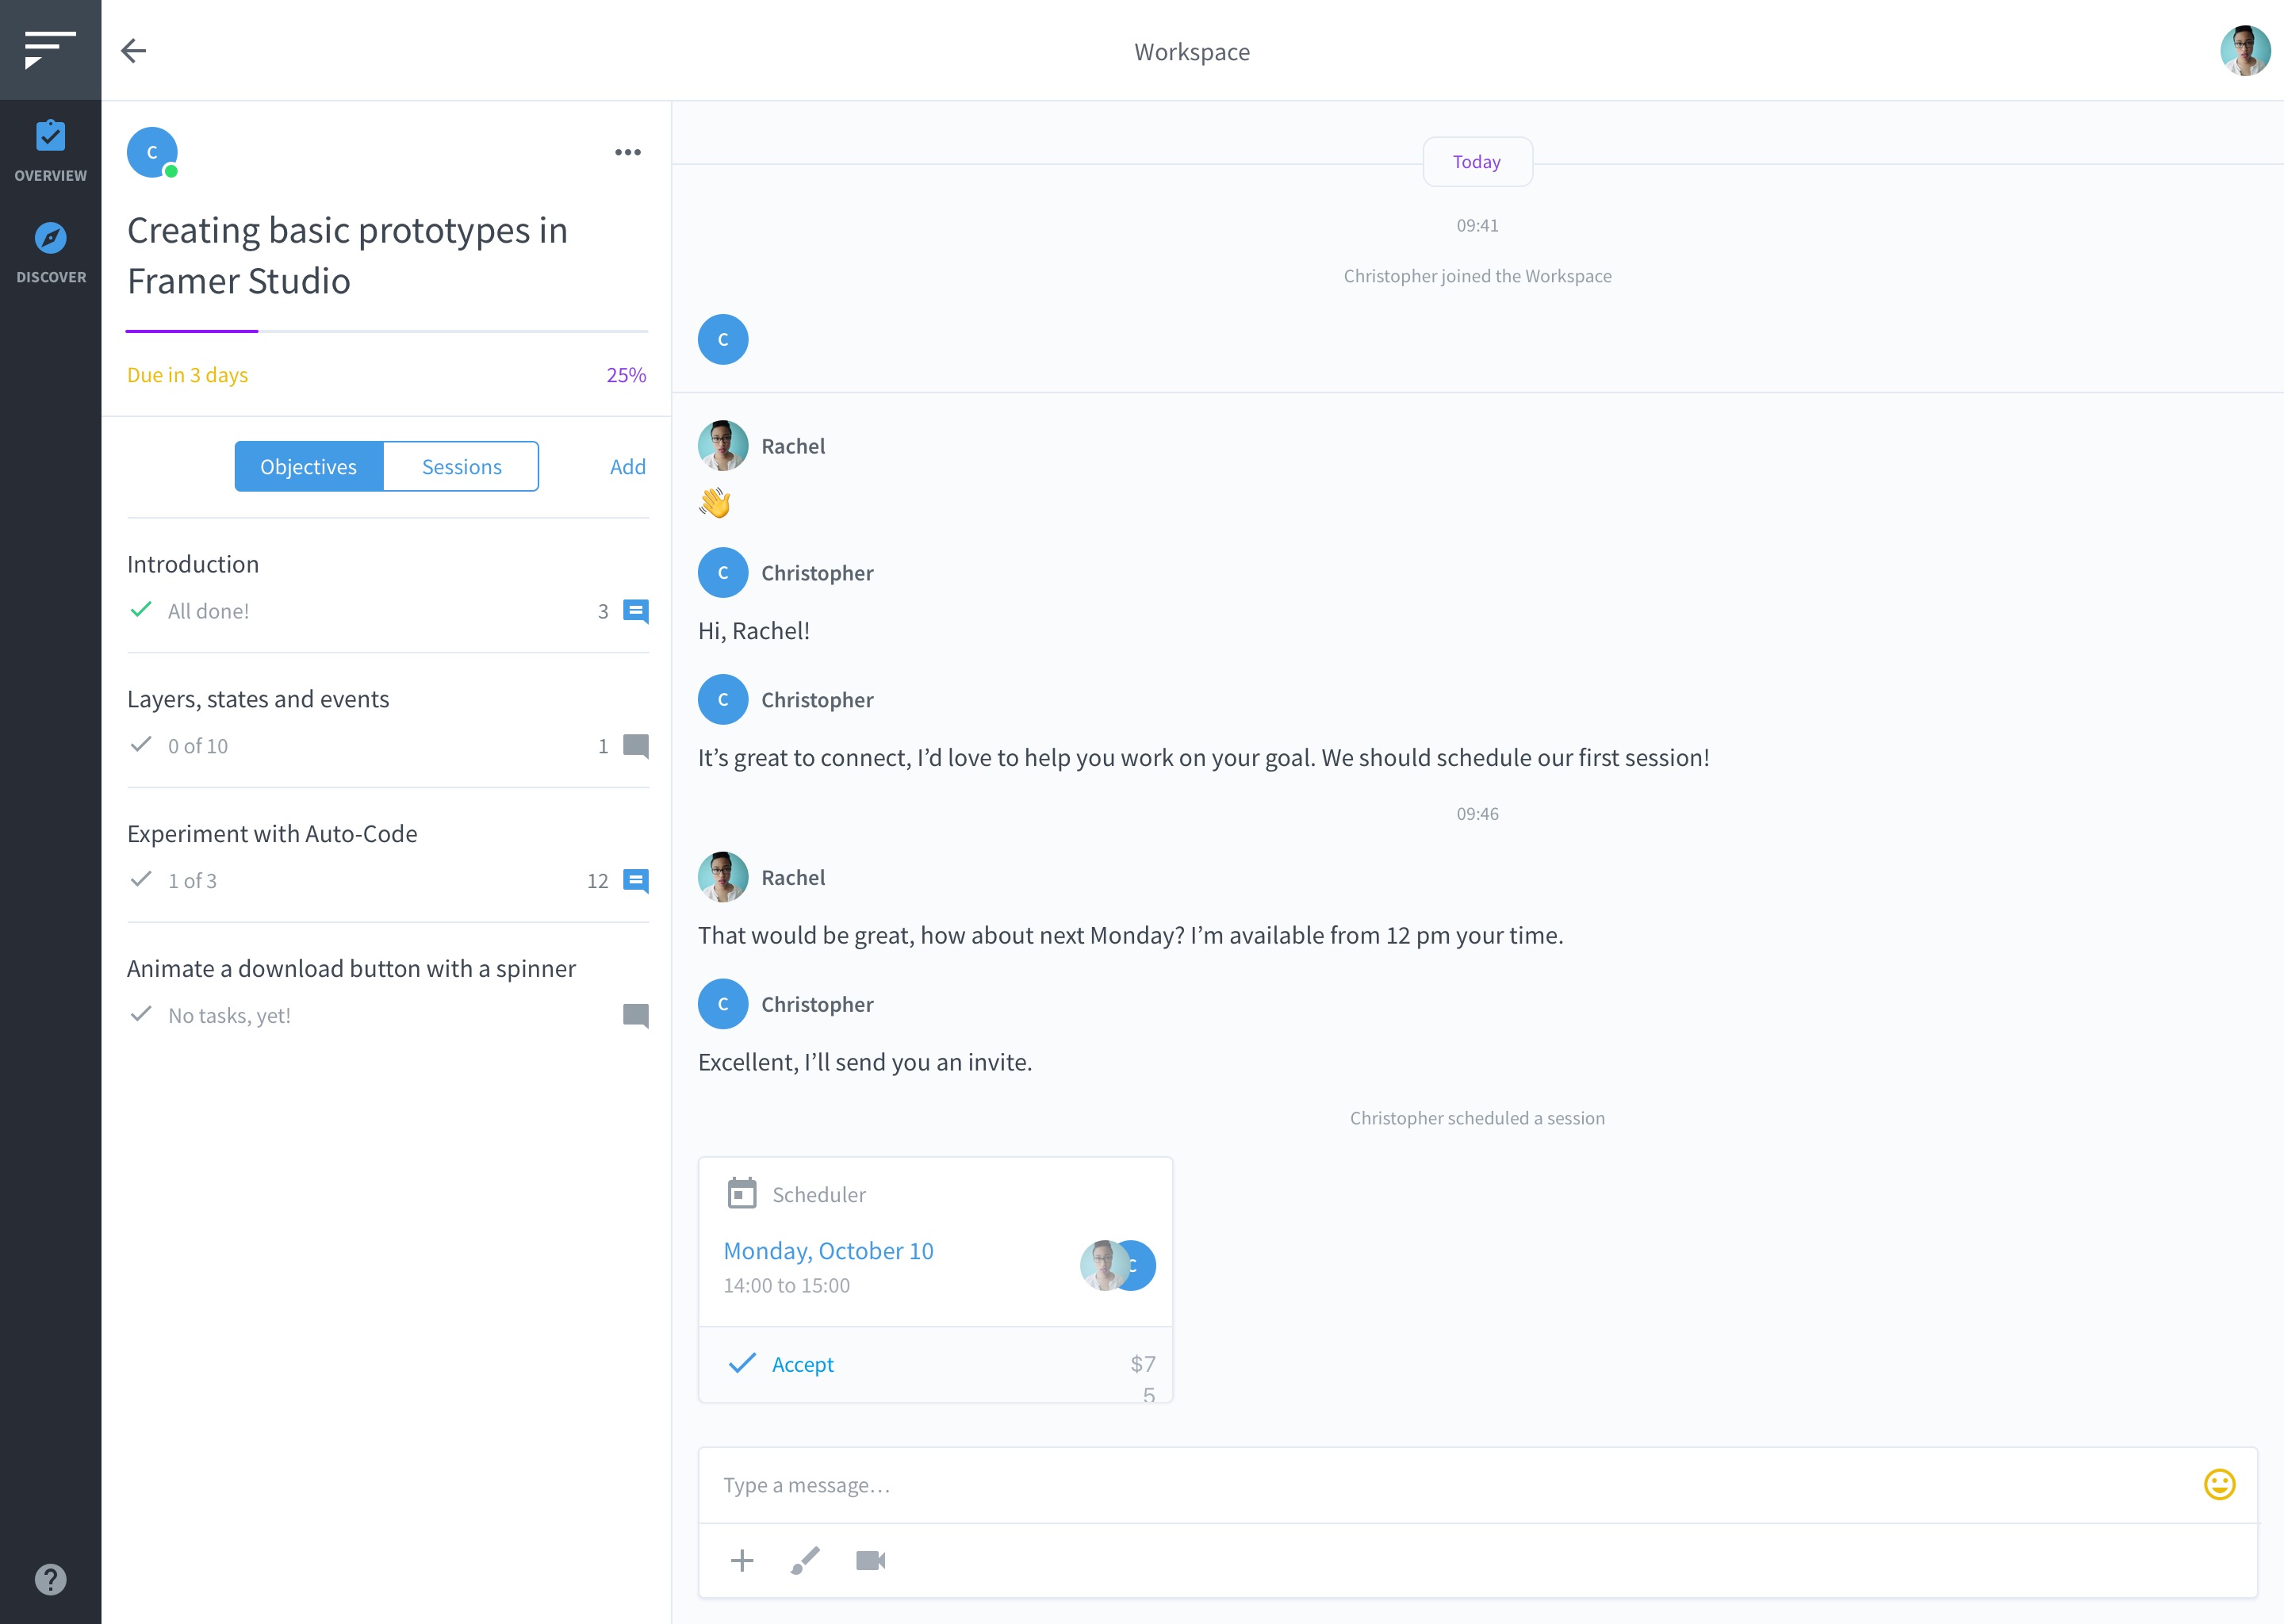 Workspace
OVERVIEW
DISCOVER
C
Creating basic prototypes in
Framer Studio
Due in 3 days
25%
Objectives
Sessions
Add
Introduction
All done!
3
Layers, states and events
0 of 10
1
Experiment with Auto-Code
1 of 3
12
Animate a download button with a spinner
No tasks, yet!
?
Today
09:41
Christopher joined the Workspace
C
Rachel
C
Christopher
Hi, Rachel!
C
Christopher
It’s great to connect, I’d love to help you work on your goal. We should schedule our first session!
09:46
Rachel
That would be great, how about next Monday? I’m available from 12 pm your time.
C
Christopher
Excellent, I’ll send you an invite.
Christopher scheduled a session
Scheduler
Monday, October 10
14:00 to 15:00
C
Accept
$7
5
Type a message…